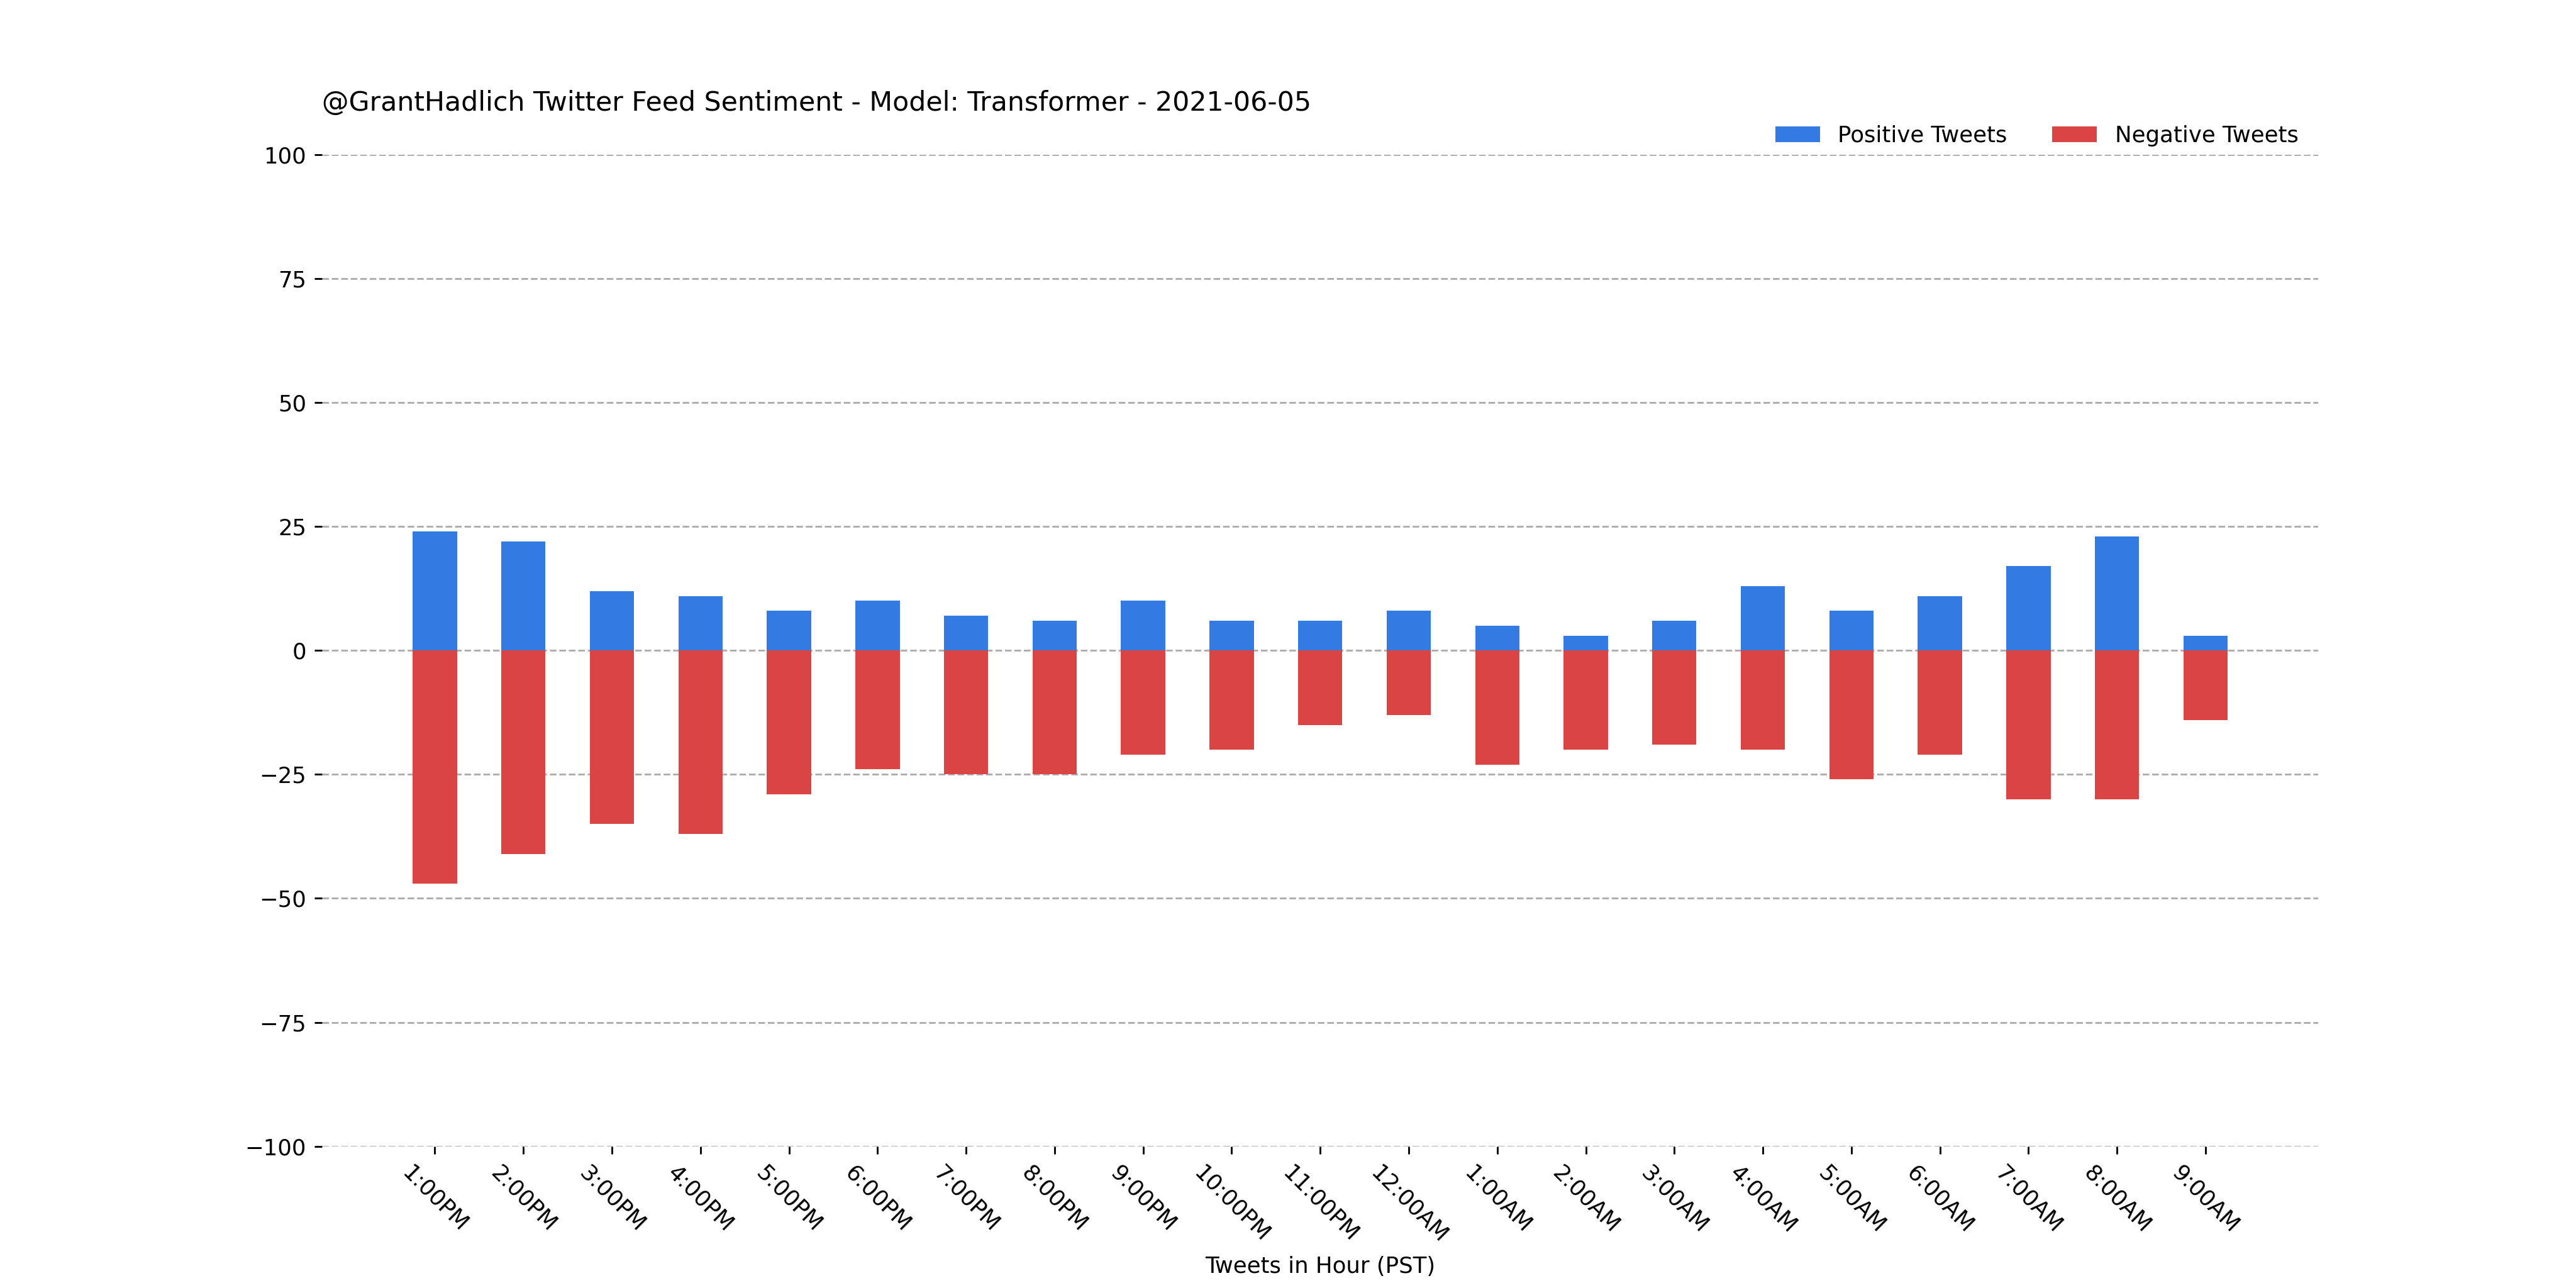 @GrantHadlich Twitter Feed Sentiment - Model: Transformer - 2021-06-05
Positive Tweets
Negative Tweets
100
75
50
25
0
−25
−50
−75
−100
1:00PM
2:00PM
3:00PM
4:00PM
5:00PM
6:00PM
7:00PM
8:00PM
9:00PM
10:00PM
11:00PM
12:00AM
1:00AM
2:00AM
3:00AM
4:00AM
5:00AM
6:00AM
7:00AM
8:00AM
9:00AM
Tweets in Hour (PST)